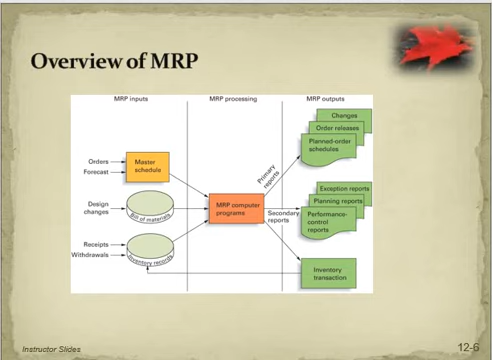 Overview of MRP
MRP inputs
MRP processing
MRP outputs
Orders
Forecast
Master
schedule
Design
changes
Bill of materials
Receipts
Withdrawals
Inventory records
MRP computer
programs
Primary
reports
Secondary
reports
Changes
Order releases
Planned-order
schedules
Exception reports
Planning reports
Performance-
control
reports
Inventory
transaction
Instructor Slides
12-6